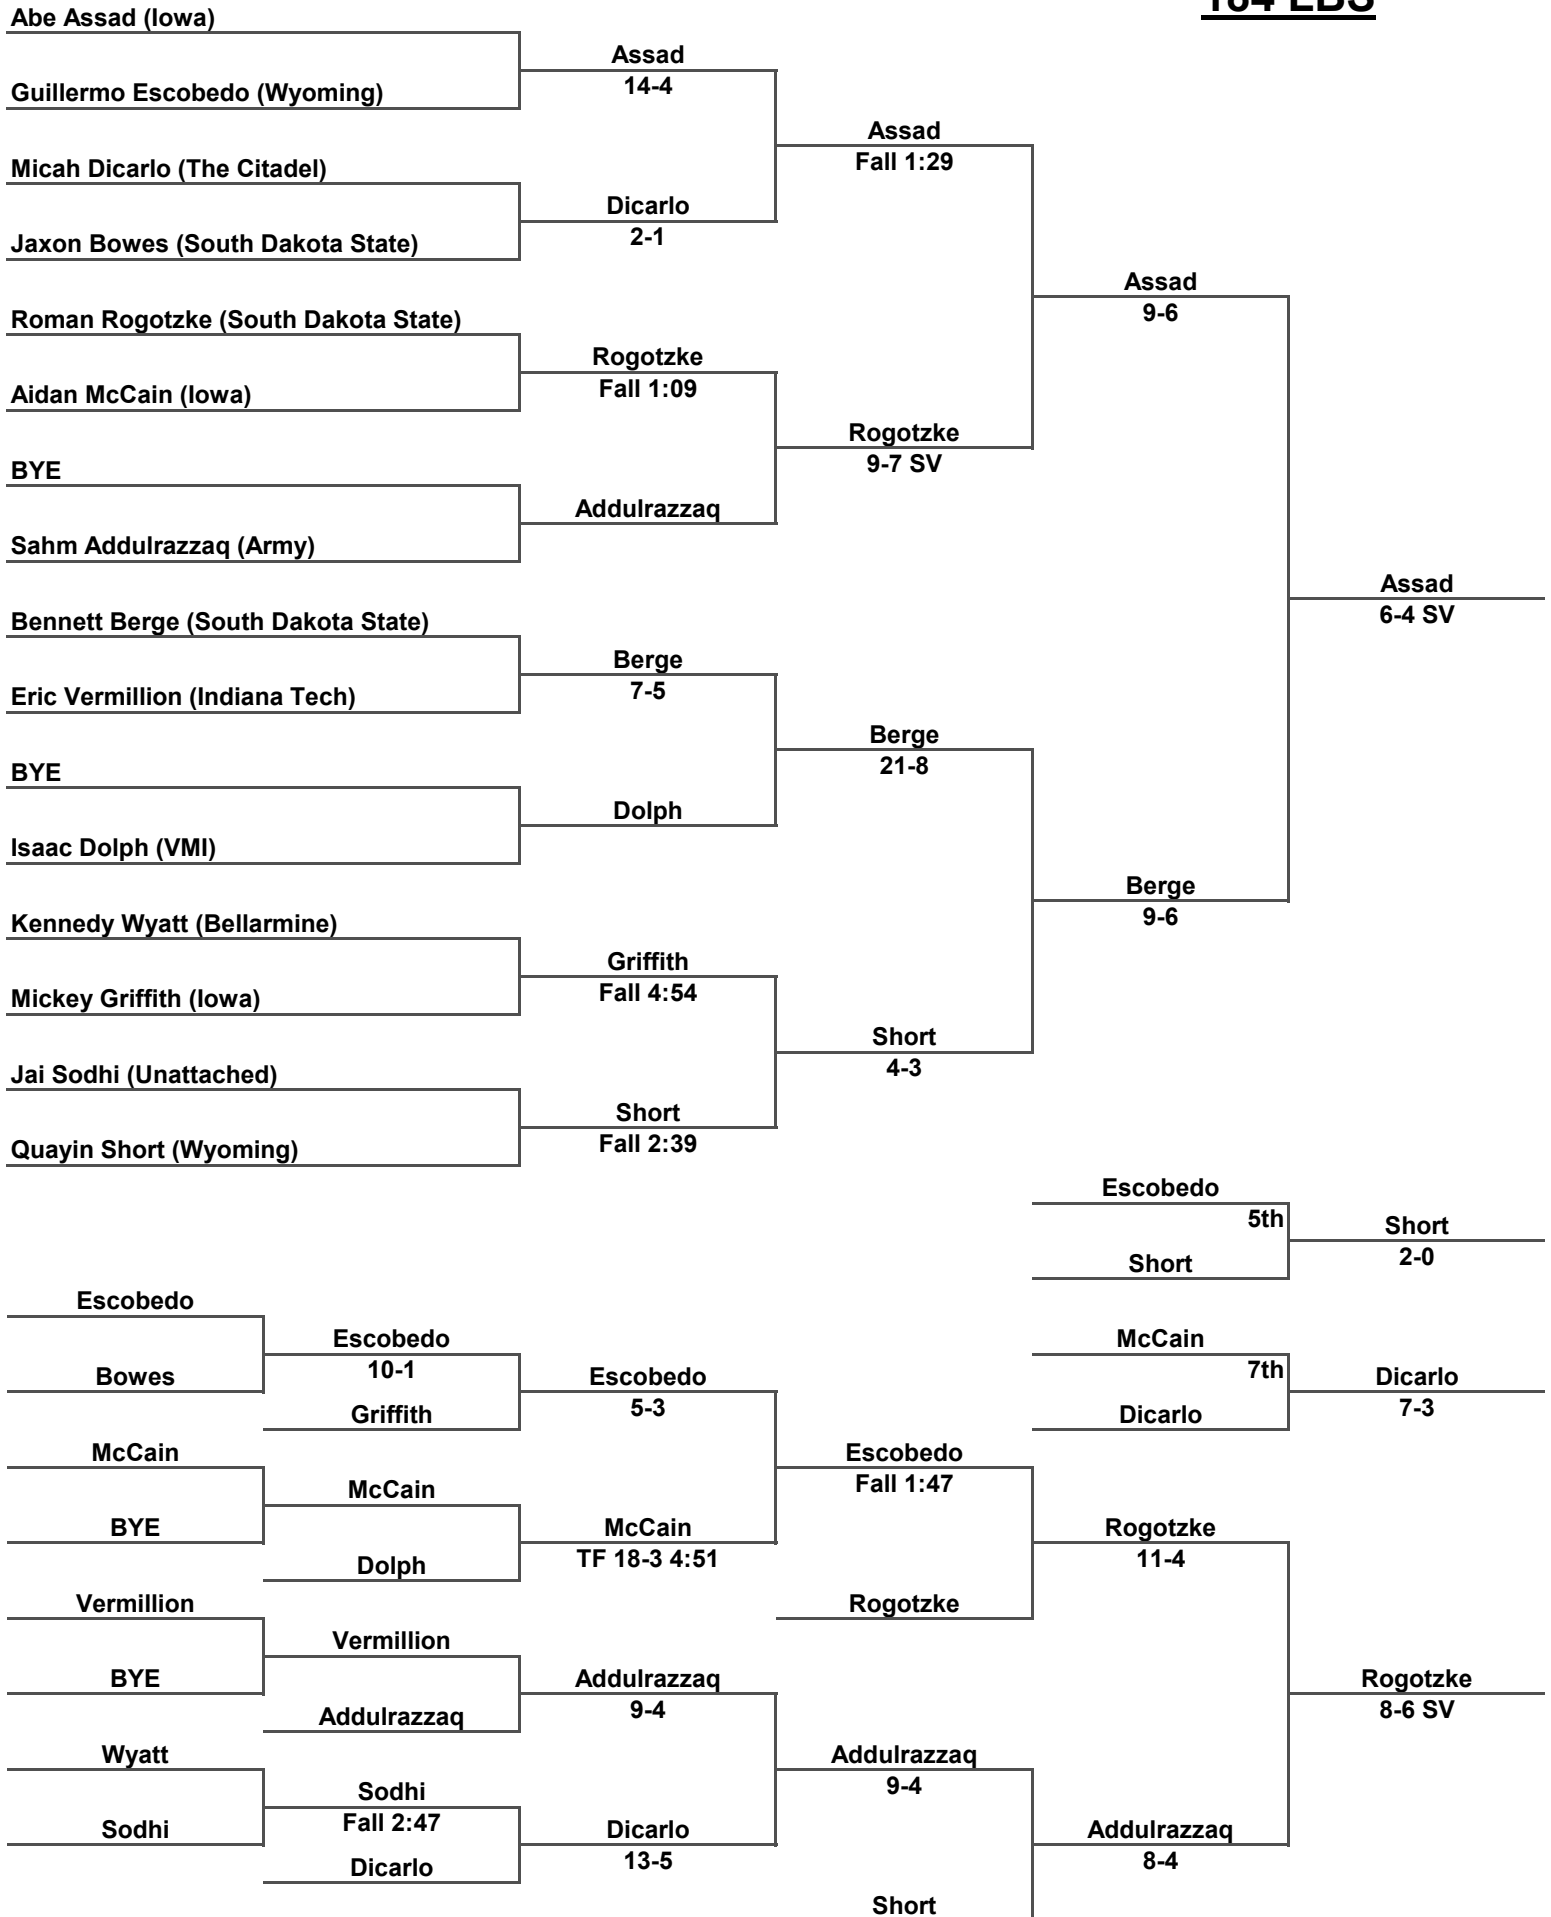 184 LBS
Abe Assad (Iowa)
Assad
14-4
Guillermo Escobedo (Wyoming)
Assad
Fall 1:29
Micah Dicarlo (The Citadel)
Dicarlo
2-1
Jaxon Bowes (South Dakota State)
Assad
9-6
Roman Rogotzke (South Dakota State)
Rogotzke
Fall 1:09
Aidan McCain (Iowa)
Rogotzke
9-7 SV
BYE
Addulrazzaq
Sahm Addulrazzaq (Army)
Assad
6-4 SV
Bennett Berge (South Dakota State)
Berge
7-5
Eric Vermillion (Indiana Tech)
Berge
21-8
BYE
Dolph
Isaac Dolph (VMI)
Berge
9-6
Kennedy Wyatt (Bellarmine)
Griffith
Fall 4:54
Mickey Griffith (Iowa)
Short
4-3
Jai Sodhi (Unattached)
Short
Fall 2:39
Quayin Short (Wyoming)
Escobedo
5th
Short
2-0
Short
Escobedo
Escobedo
10-1
McCain
7th
Bowes
Escobedo
5-3
Dicarlo
7-3
Griffith
Dicarlo
McCain
Escobedo
Fall 1:47
McCain
BYE
McCain
TF 18-3 4:51
Rogotzke
11-4
Dolph
Vermillion
Rogotzke
Vermillion
BYE
Addulrazzaq
9-4
Rogotzke
8-6 SV
Addulrazzaq
Wyatt
Addulrazzaq
9-4
Sodhi
Fall 2:47
Sodhi
Dicarlo
13-5
Addulrazzaq
8-4
Dicarlo
Short